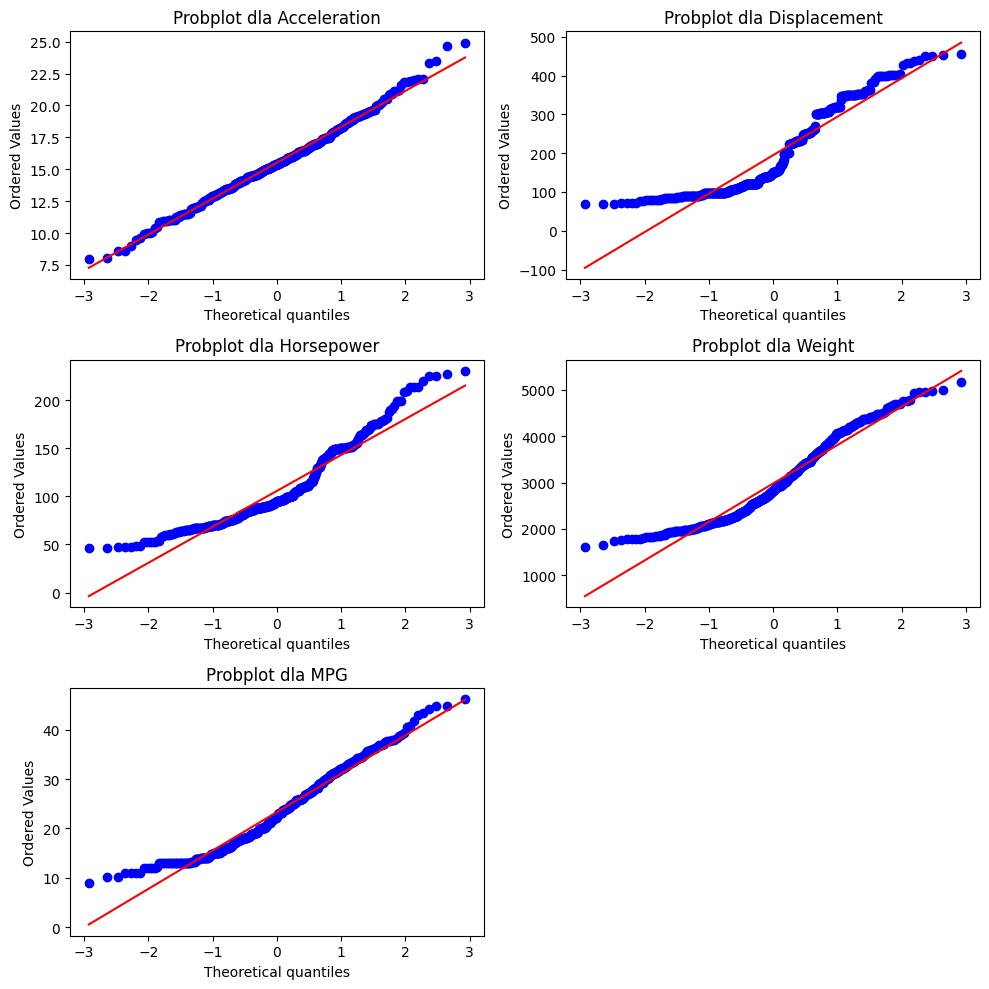 Probplot dla Acceleration
25.0
22.5
20.0
17.5
15.0
12.5
10.0
7.5
Ordered Values
−3 −2 −1 0 1 2 3
Theoretical quantiles
Probplot dla Displacement
500
400
300
200
100
0
−100
Ordered Values
−3 −2 −1 0 1 2 3
Theoretical quantiles
Probplot dla Horsepower
200
150
100
50
0
Ordered Values
−3 −2 −1 0 1 2 3
Theoretical quantiles
Probplot dla Weight
5000
4000
3000
2000
1000
Ordered Values
−3 −2 −1 0 1 2 3
Theoretical quantiles
Probplot dla MPG
40
30
20
10
0
Ordered Values
−3 −2 −1 0 1 2 3
Theoretical quantiles